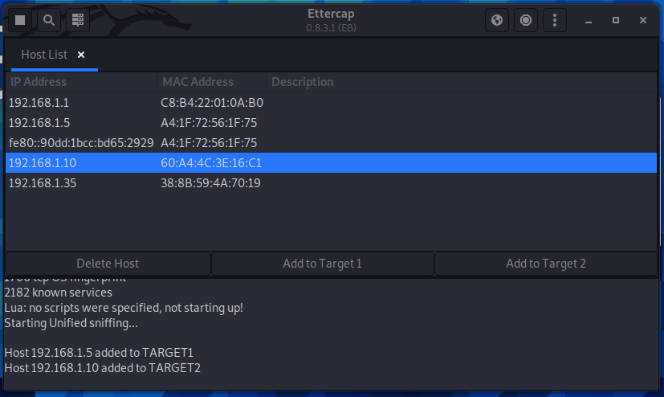 Ettercap
0.8.3.1 (EB)
Host List
IP Address MAC Address Description
192.168.1.1 C8:B4:22:01:0A:B0
192.168.1.5 A4:1F:72:56:1F:75
fe80::90dd:1bcc:bd65:2929 A4:1F:72:56:1F:75
192.168.1.10 60:A4:4C:3E:16:C1
192.168.1.35 38:8B:59:4A:70:19
Delete Host Add to Target 1 Add to Target 2
tcp OS fingerprint
2182 known services
Lua: no scripts were specified, not starting up!
Starting Unified sniffing...
Host 192.168.1.5 added to TARGET1
Host 192.168.1.10 added to TARGET2